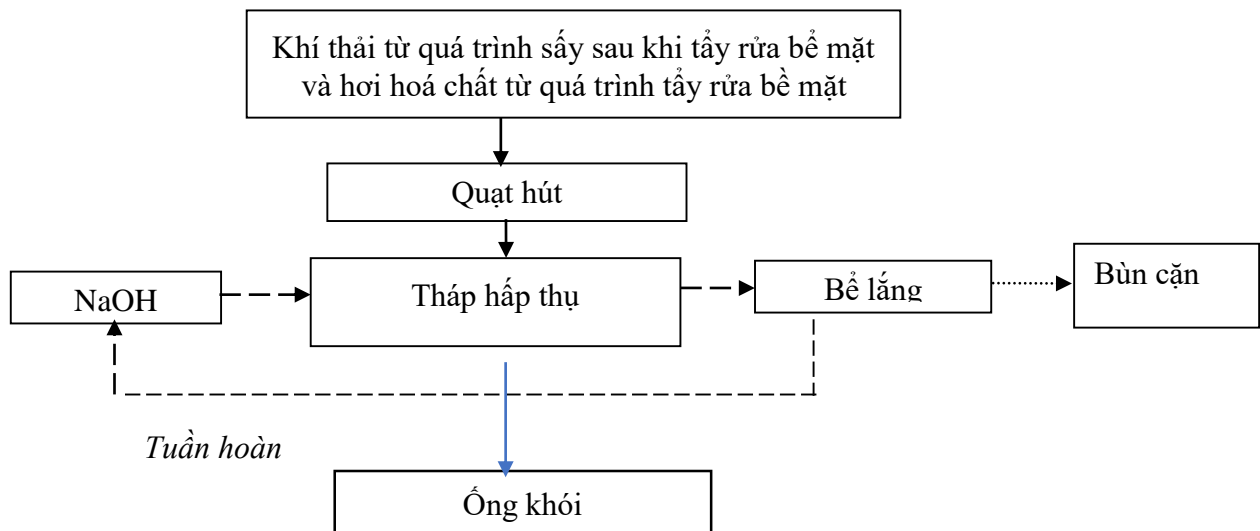 Khí thải từ quá trình sấy sau khi tẩy rửa bể mặt
và hơi hoá chất từ quá trình tẩy rửa bề mặt
Quạt hút
NaOH
Tháp hấp thụ
Bể lắng
Bùn cặn
Tuần hoàn
Ống khói